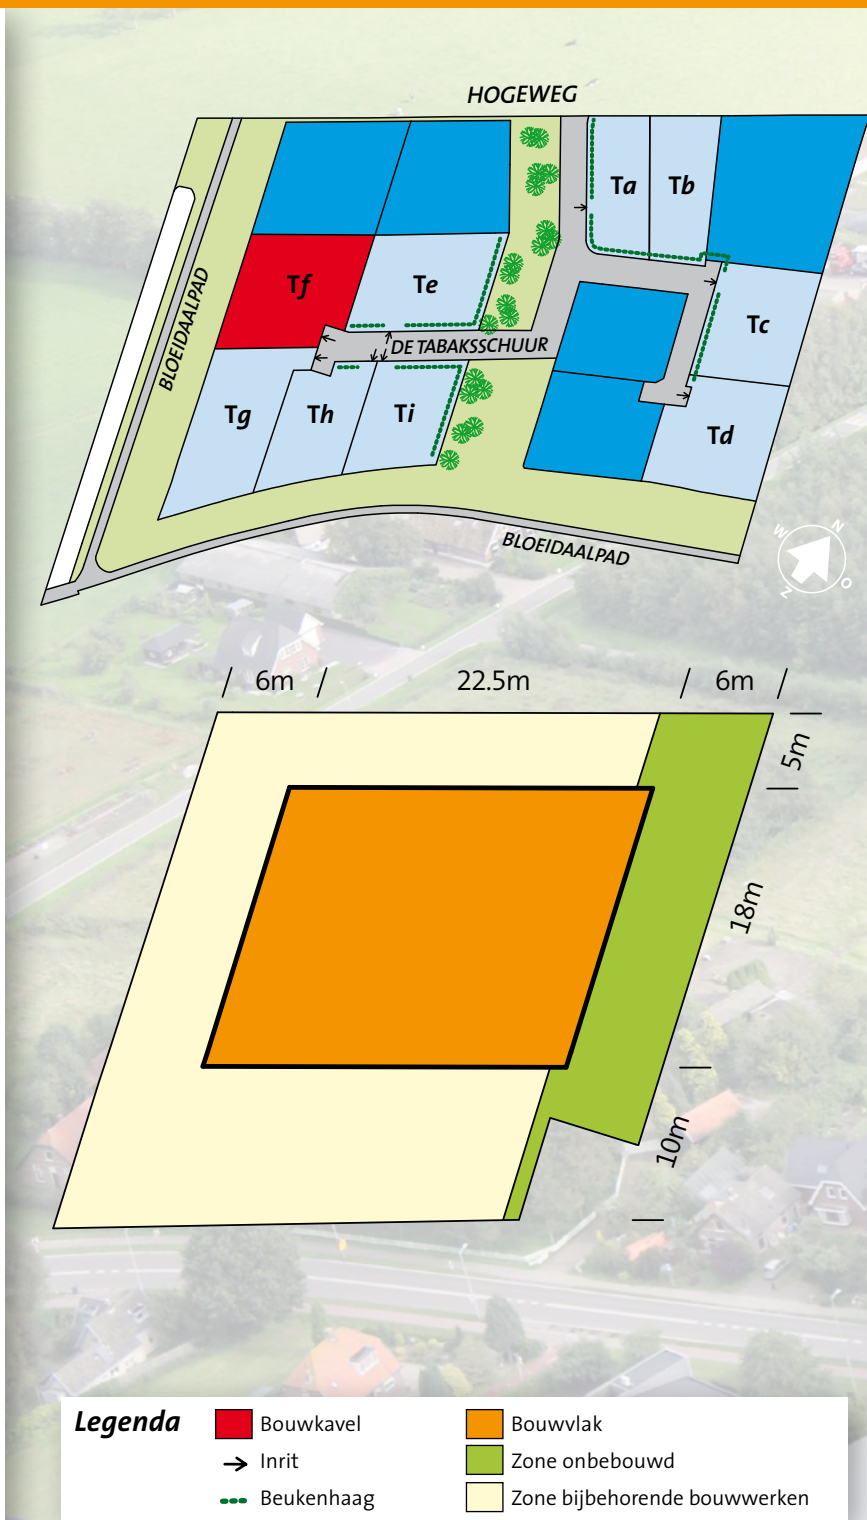 HOGEWEG
Ta
Tb
Tf
Te
Tc
BLOEIDAALPAD
DE TABAKSSCHUUR
Tg
Th
Ti
Td
BLOEIDAALPAD
W
N
Z
O
6m
22.5m
6m
5m
18m
10m
Legenda
Bouwkavel
Bouwvlak
Inrit
Zone onbebouwd
Beukenhaag
Zone bijbehorende bouwwerken